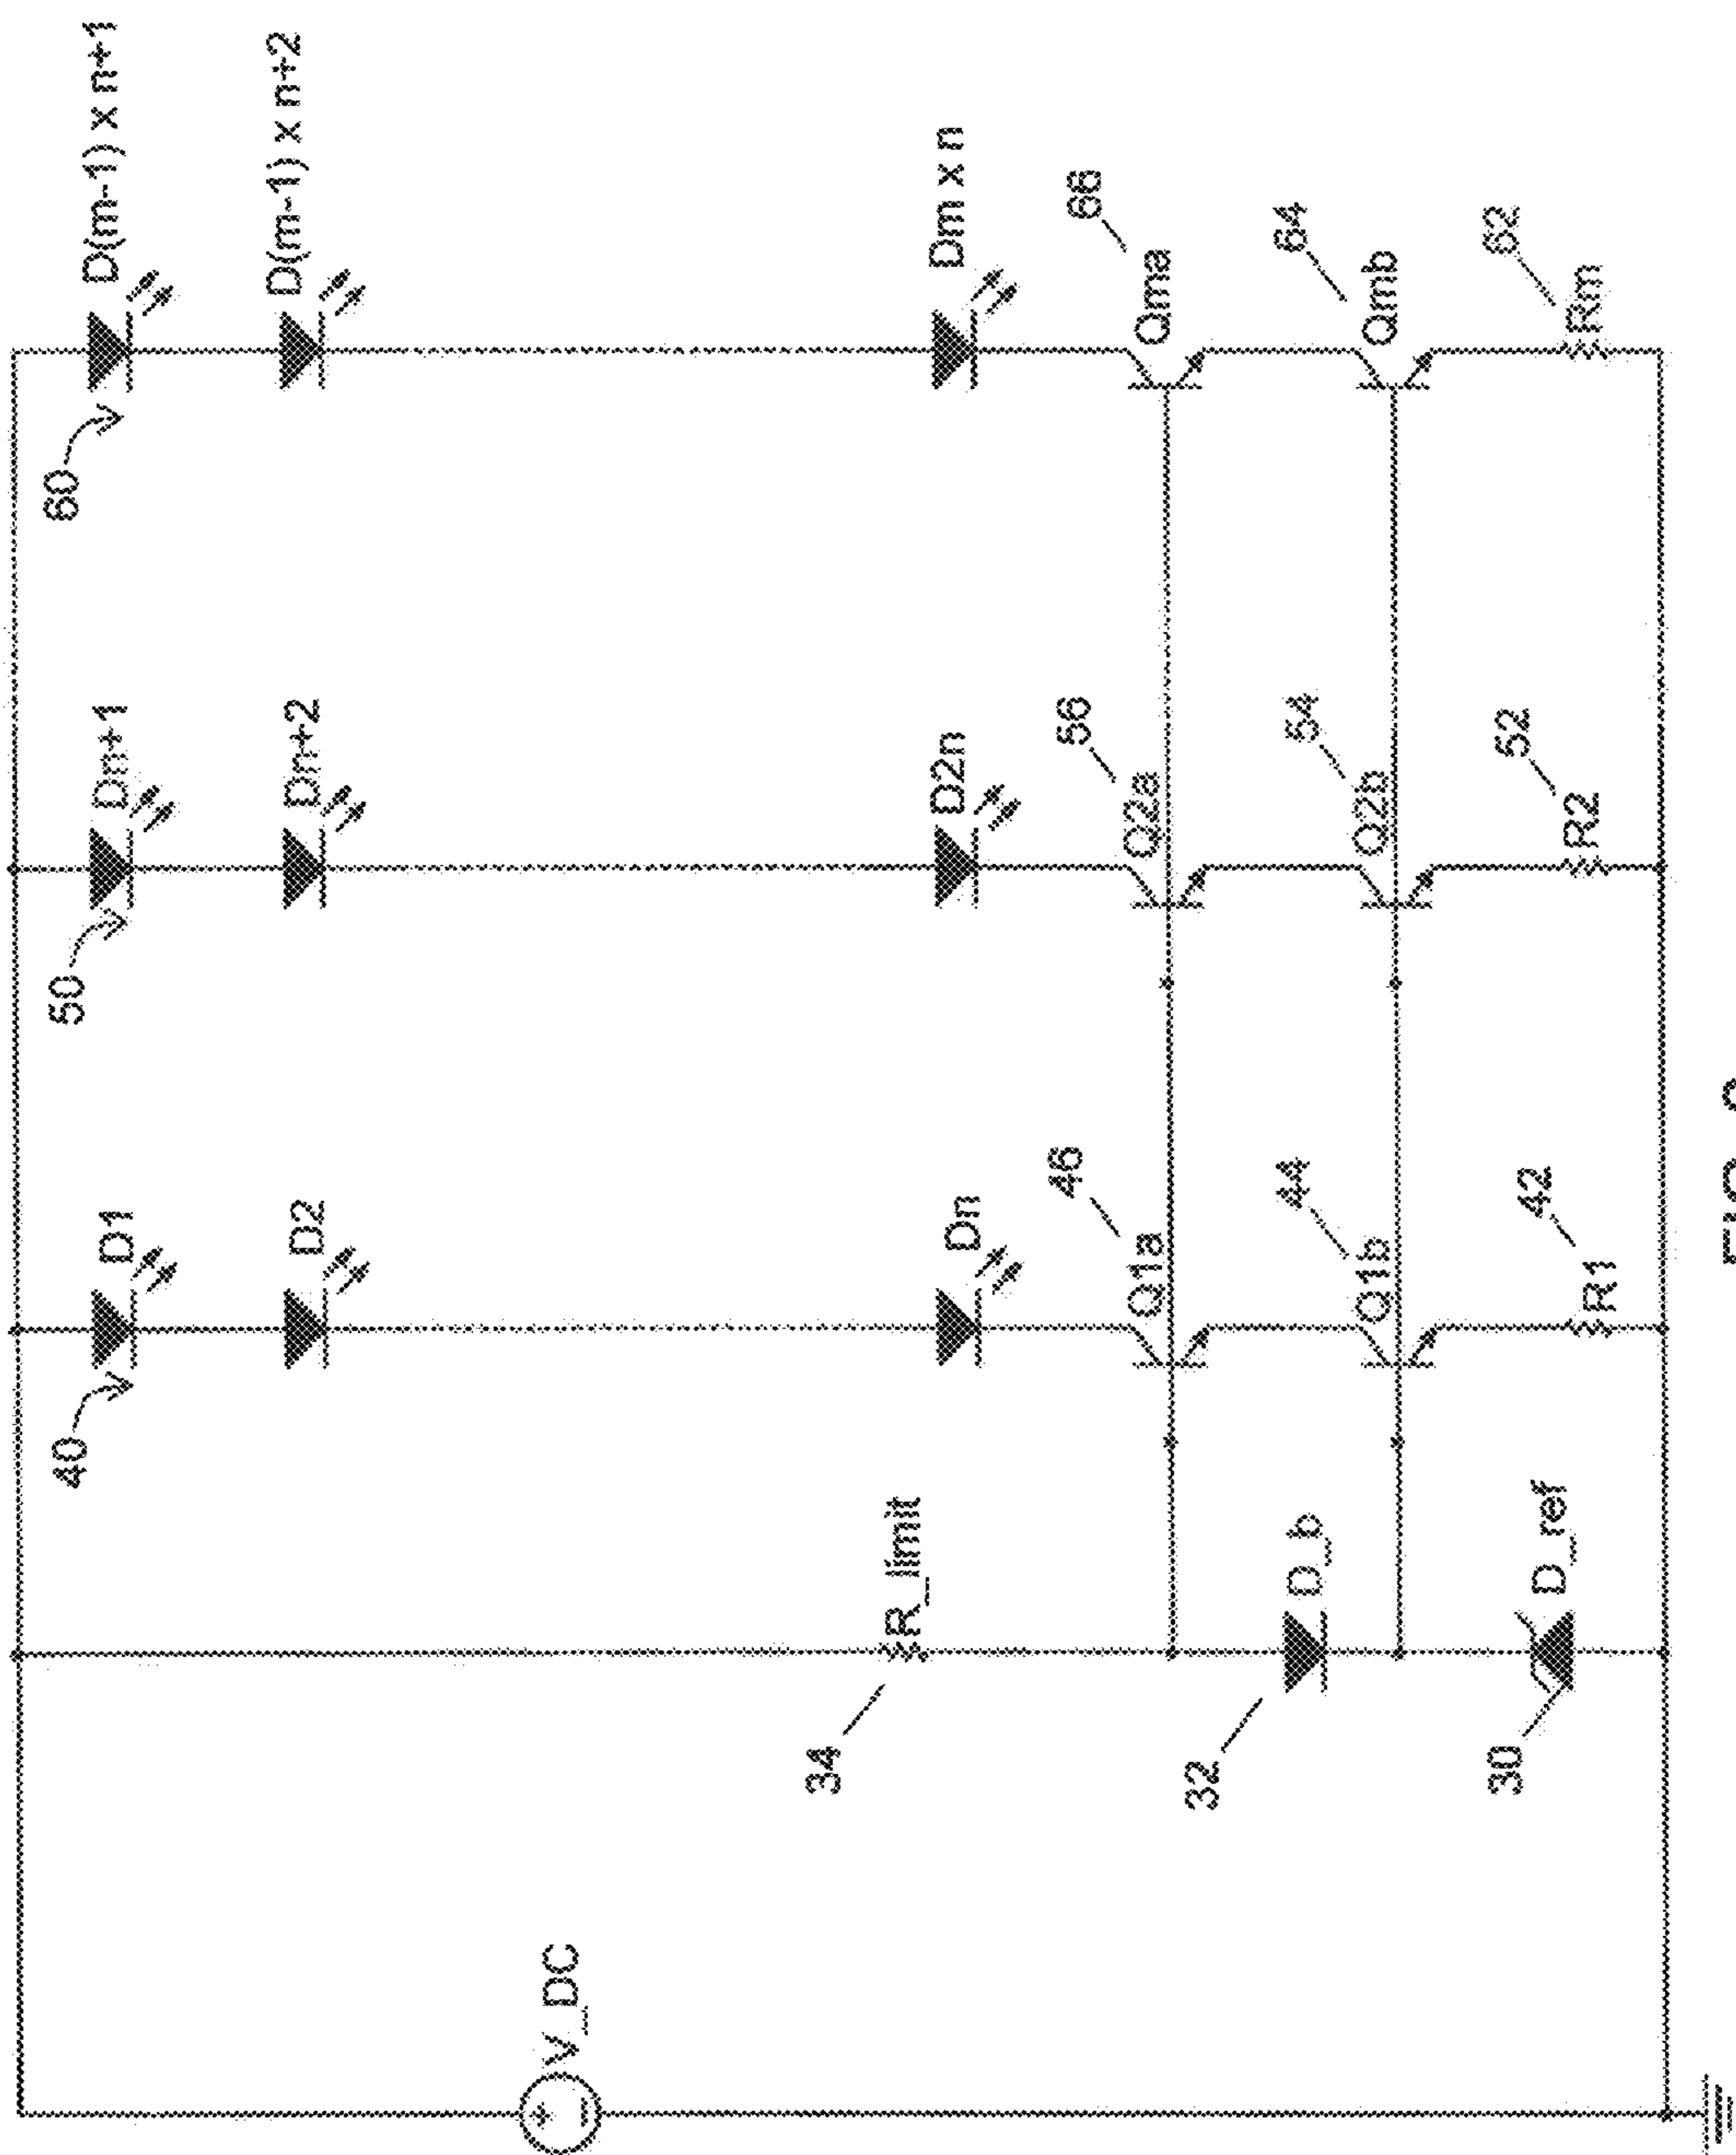 V_DC
34
R_limit
32
D_b
30
D_ref
40
D1
D2
Dn
46
Q1a
44
Q1b
42
R1
50
Dn+1
Dn+2
D2n
56
Q2a
54
Q2b
52
R2
60
D(m-1) x n+1
D(m-1) x n+2
Dm x n
66
Qma
64
Qmb
62
Rm